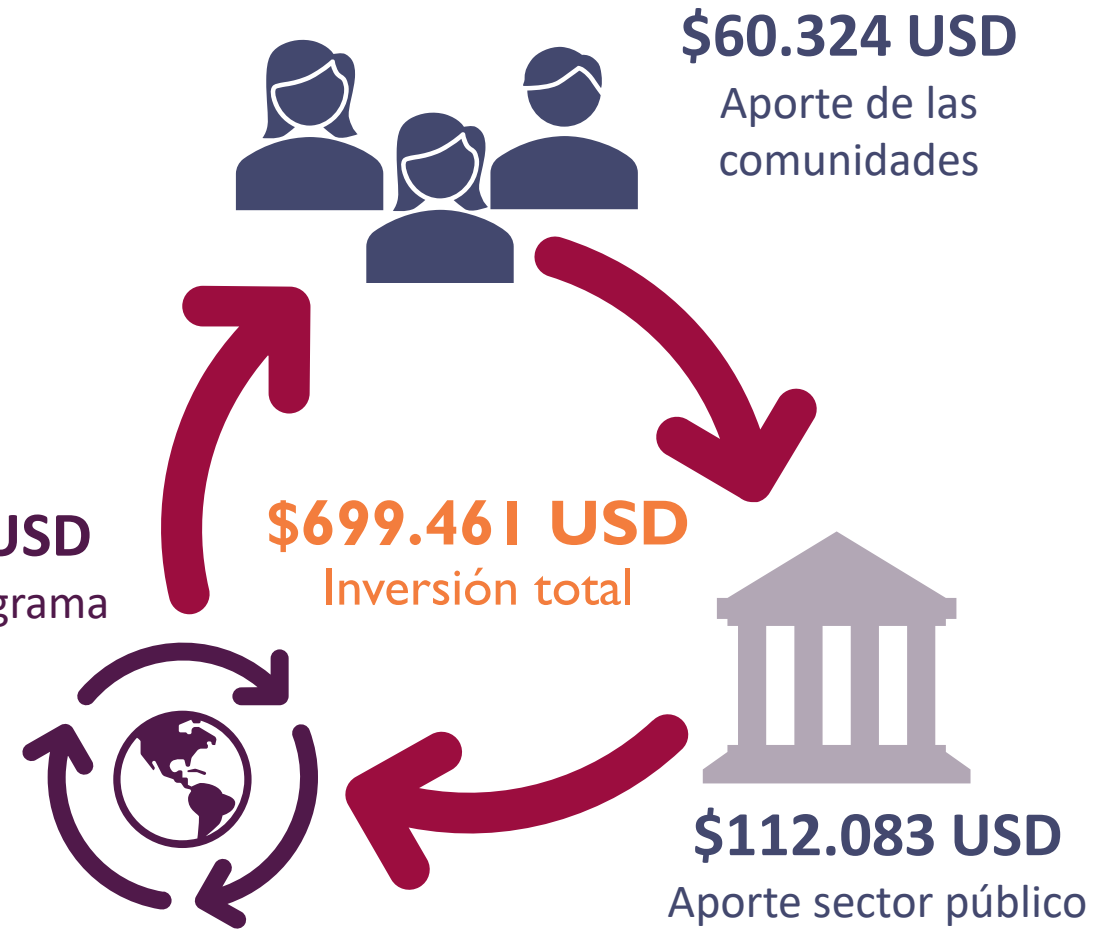 $60.324 USD
Aporte de las
comunidades
$699.461 USD
Inversión total
USD
grama
$112.083 USD
Aporte sector público